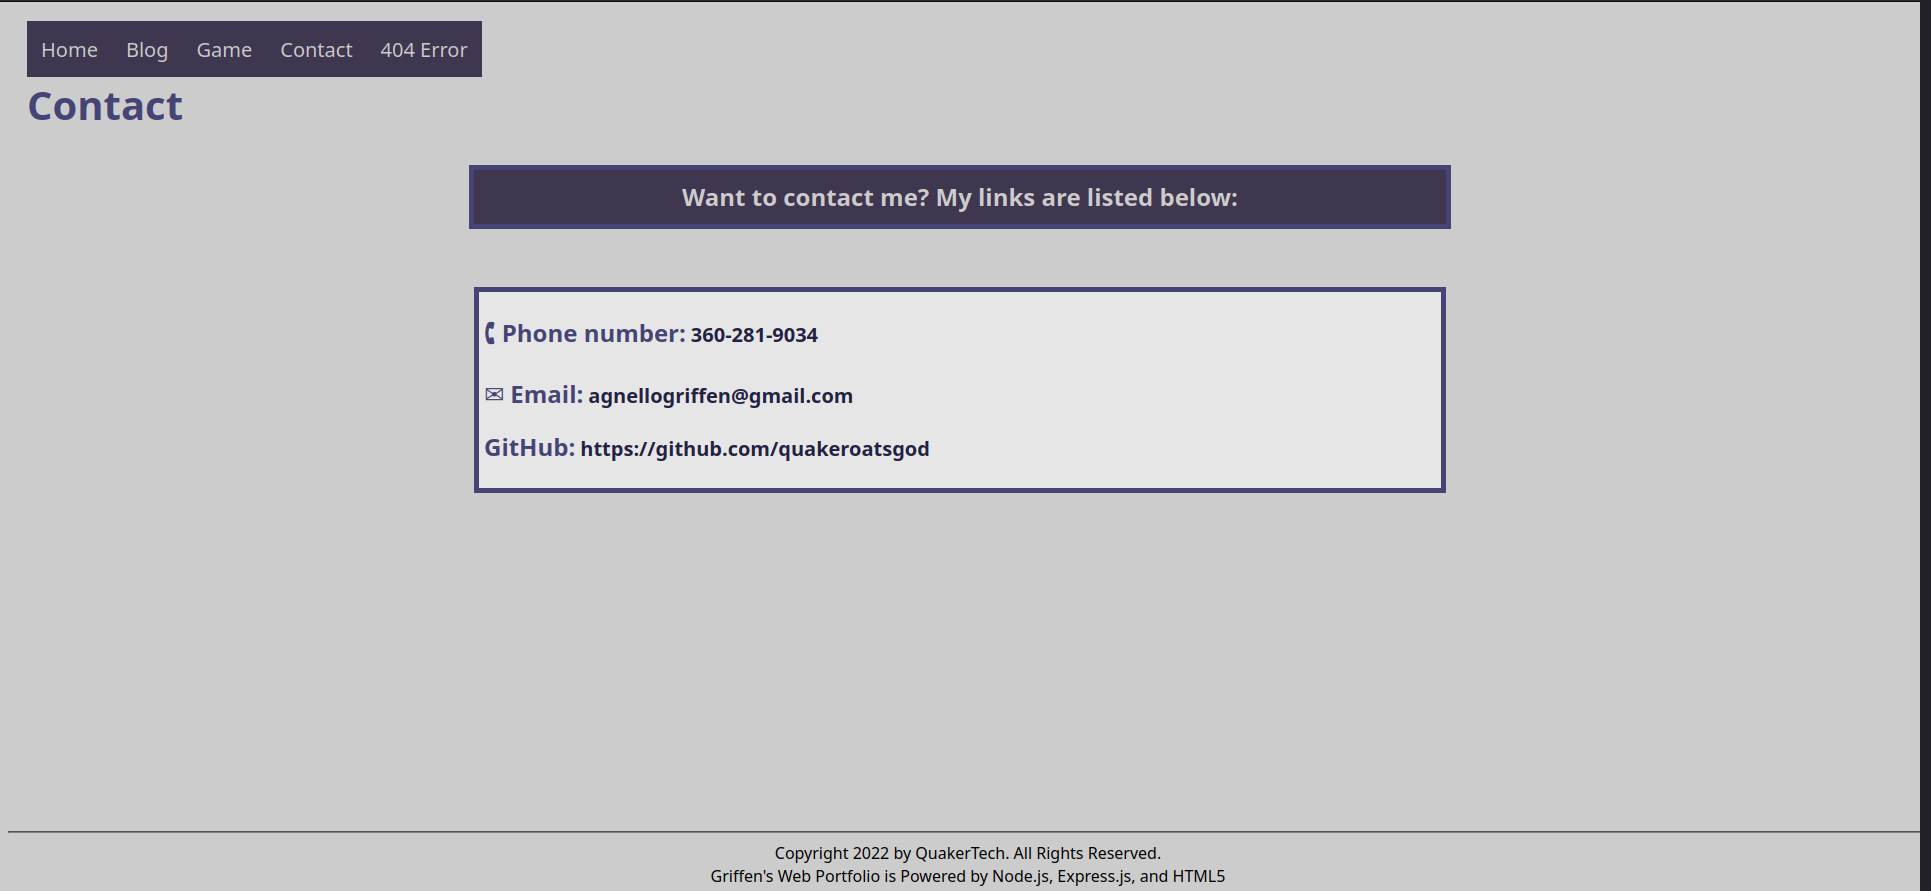 Home Blog Game Contact 404 Error
Contact
Want to contact me? My links are listed below:
Phone number: 360-281-9034
Email: agnellogriffen@gmail.com
GitHub: https://github.com/quakeroatsgod
Copyright 2022 by QuakerTech. All Rights Reserved.
Griffen's Web Portfolio is Powered by Node.js, Express.js, and HTML5